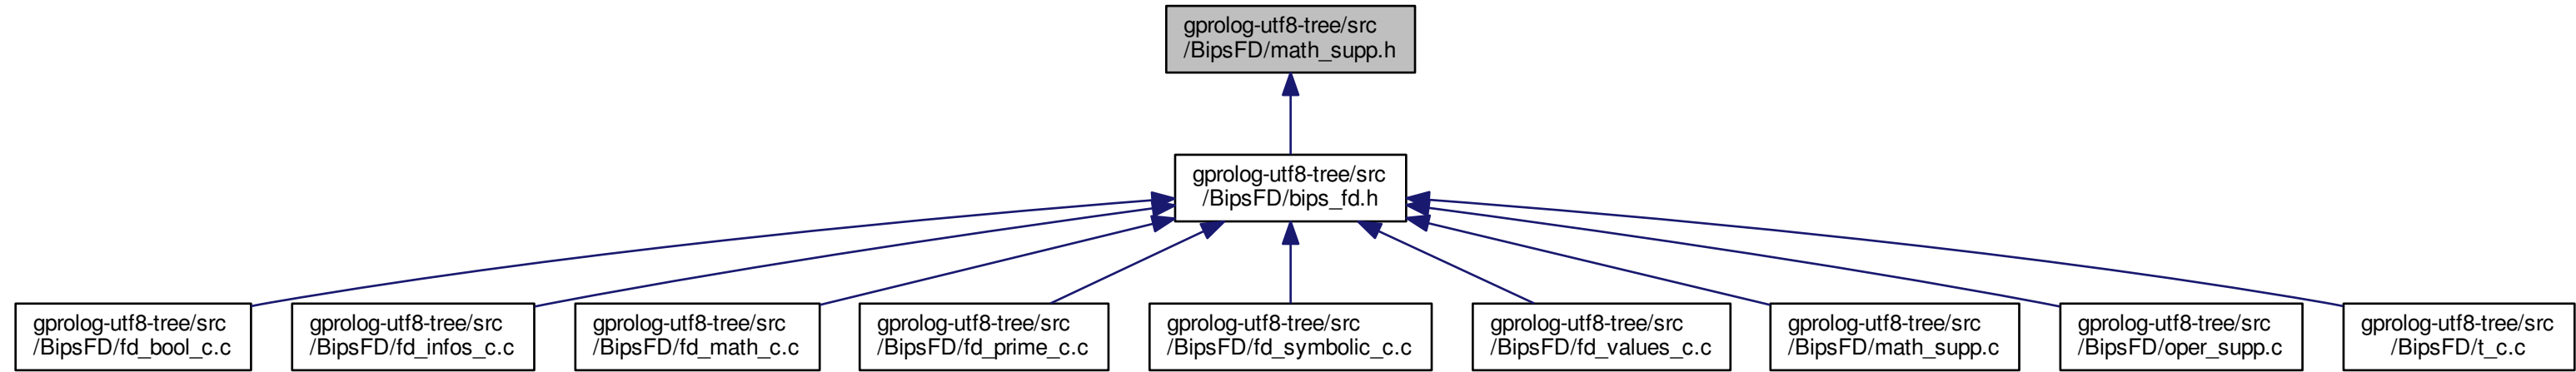 gprolog-utf8-tree/src
/BipsFD/math_supp.h
gprolog-utf8-tree/src
/BipsFD/bips_fd.h
gprolog-utf8-tree/src
/BipsFD/fd_bool_c.c
gprolog-utf8-tree/src
/BipsFD/fd_infos_c.c
gprolog-utf8-tree/src
/BipsFD/fd_math_c.c
gprolog-utf8-tree/src
/BipsFD/fd_prime_c.c
gprolog-utf8-tree/src
/BipsFD/fd_symbolic_c.c
gprolog-utf8-tree/src
/BipsFD/fd_values_c.c
gprolog-utf8-tree/src
/BipsFD/math_supp.c
gprolog-utf8-tree/src
/BipsFD/oper_supp.c
gprolog-utf8-tree/src
/BipsFD/t_c.c